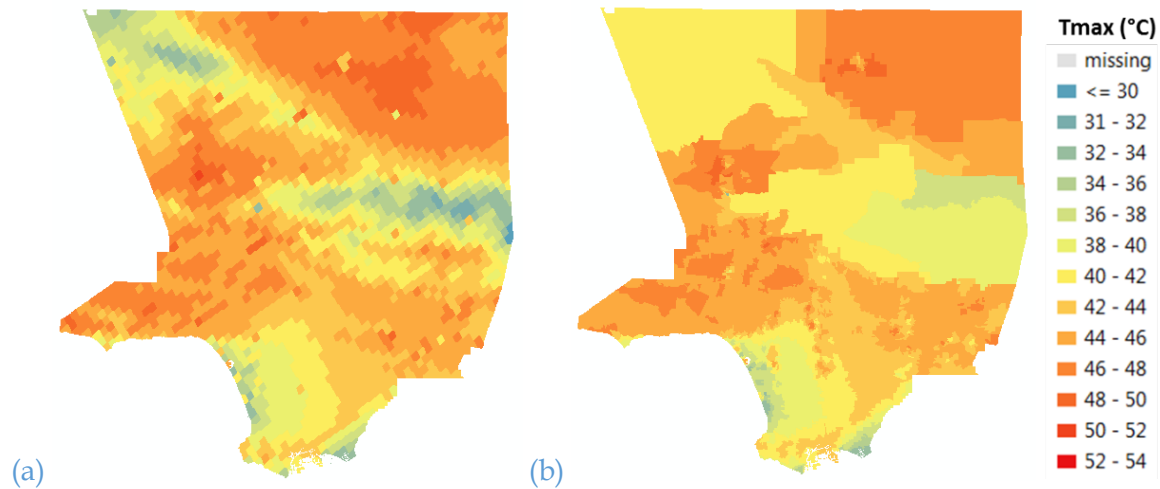 Tmax (°C)
missing
<= 30
31 - 32
32 - 34
34 - 36
36 - 38
38 - 40
40 - 42
42 - 44
44 - 46
46 - 48
48 - 50
50 - 52
52 - 54
(a)
(b)